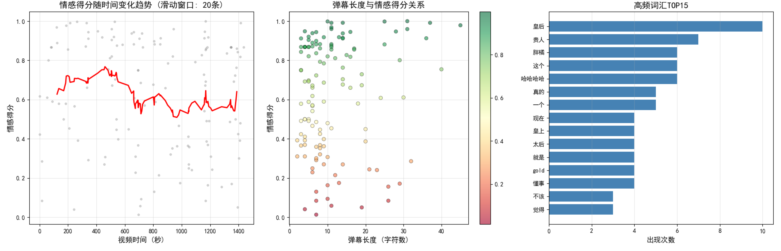 情感得分随时间变化趋势 (滑动窗口: 20条)
情感得分
1.0
0.8
0.6
0.4
0.2
0.0
0
200
400
600
800
1000
1200
1400
视频时间 (秒)
弹幕长度与情感得分关系
情感得分
1.0
0.8
0.6
0.4
0.2
0.0
0
10
20
30
40
弹幕长度 (字符数)
0.8
0.6
0.4
0.2
高频词汇TOP15
皇后
贵人
这个
哈哈哈哈
真的
一个
现在
皇上
太后
就是
gold
懂事
不该
觉得
0
2
4
6
8
10
出现次数